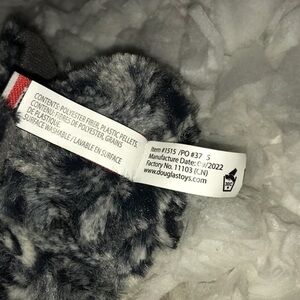 CONTENTS: POLYESTER FIBER, PLASTIC PELLETS.
CONTENU: FIBRES DE POLYESTER, GRAINS
DE PLASTIQUE.
SURFACE WASHABLE / LAVABLE EN SURFACE
Item #1515 /PO #37
Manufacture Date: /2022
Factory No. 11103 (CN)
www.douglastoys.com